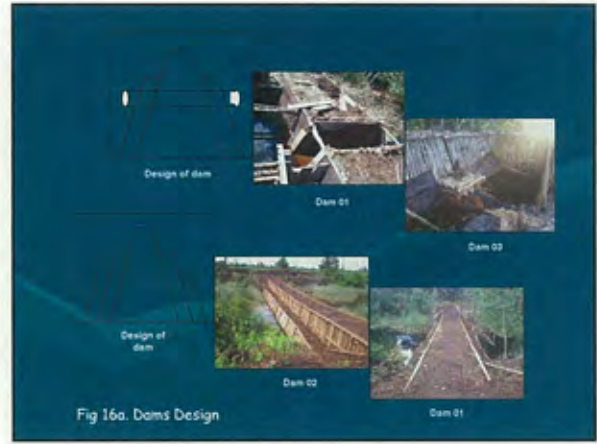 Design of dam
Dam 01
Dam 03
Design of
dam
Dam 02
Dam 01
Fig 16a. Dams Design